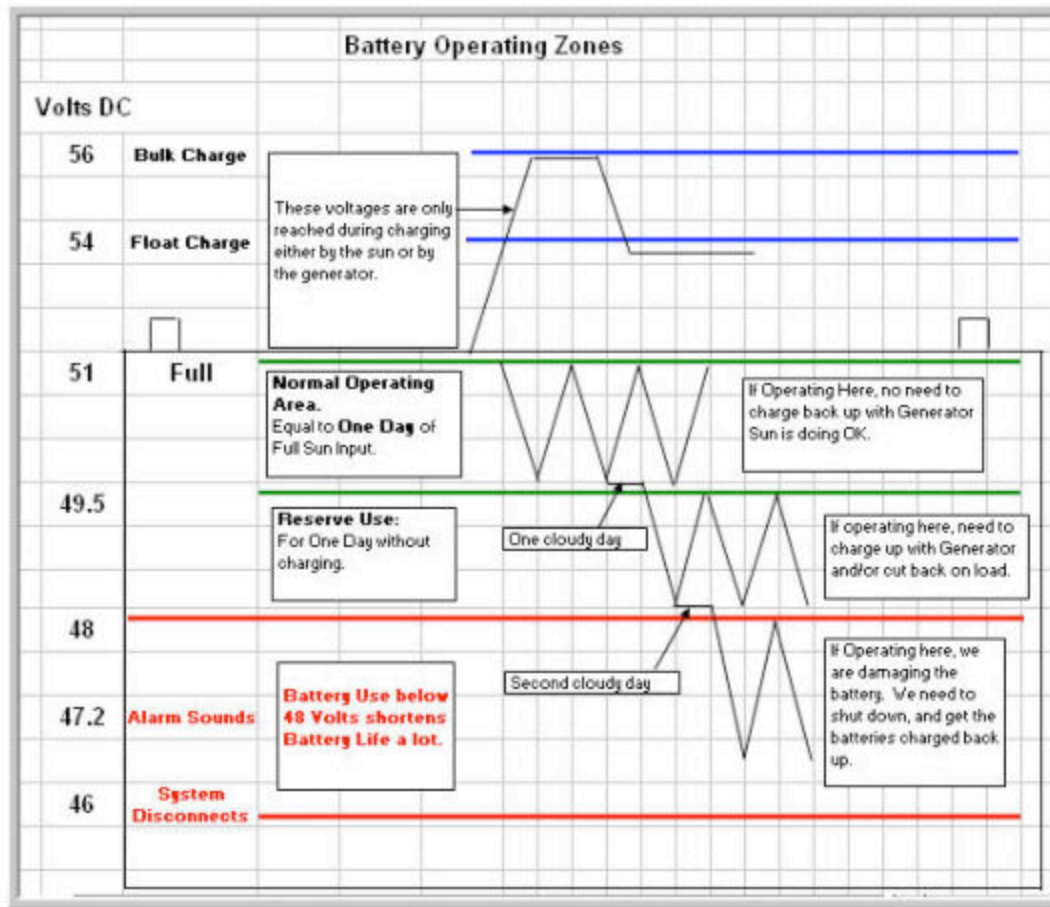 Battery Operating Zones
Volts DC
56 Bulk Charge
These voltages are only
reached during charging
either by the sun or by
the generator.
54 Float Charge
51 Full
Normal Operating
Area.
Equal to One Day of
Full Sun Input.
If Operating Here, no need to
charge back up with Generator
Sun is doing OK.
49.5
Reserve Use:
For One Day without
charging.
One cloudy day
If operating here, need to
charge up with Generator
and/or cut back on load.
48
Second cloudy day
If Operating here, we
are damaging the
battery. We need to
shut down, and get the
batteries charged back
up.
Battery Use below
48 Volts shortens
Battery Life a lot.
47.2 Alarm Sounds
46 System
Disconnects